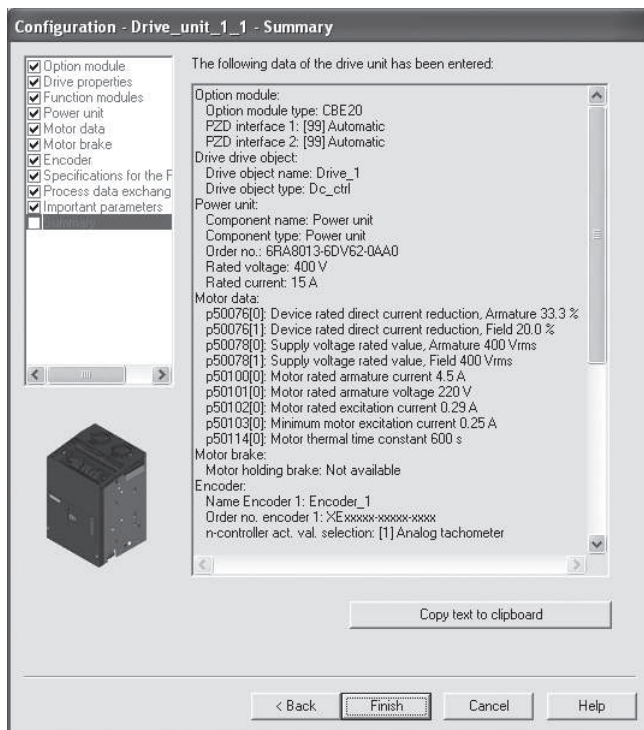 Configuration - Drive_unit_1_1 - Summary
Option module
Drive properties
Function modules
Power unit
Motor data
Motor brake
Encoder
Specifications for the F
Process data exchang
Important parameters
Summary
The following data of the drive unit has been entered:
Option module:
Option module type: CBE20
PZD interface 1: [99] Automatic
PZD interface 2: [99] Automatic
Drive drive object:
Drive object name: Drive_1
Drive object type: Dc_ctrl
Power unit:
Component name: Power unit
Component type: Power unit
Order no.: 6RA8013-6DV62-0AA0
Rated voltage: 400 V
Rated current: 15 A
Motor data:
p50076[0]: Device rated direct current reduction, Armature 33.3 %
p50076[1]: Device rated direct current reduction, Field 20.0 %
p50078[0]: Supply voltage rated value, Armature 400 Vrms
p50078[1]: Supply voltage rated value, Field 400 Vrms
p50100[0]: Motor rated armature current 4.5 A
p50101[0]: Motor rated armature voltage 220 V
p50102[0]: Motor rated excitation current 0.29 A
p50103[0]: Minimum motor excitation current 0.25 A
p50114[0]: Motor thermal time constant 600 s
Motor brake:
Motor holding brake: Not available
Encoder:
Name Encoder 1: Encoder_1
Order no. encoder 1: XExxxxx-xxxxx-xxxx
n-controller act. val. selection: [1] Analog tachometer
Copy text to clipboard
< Back
Finish
Cancel
Help